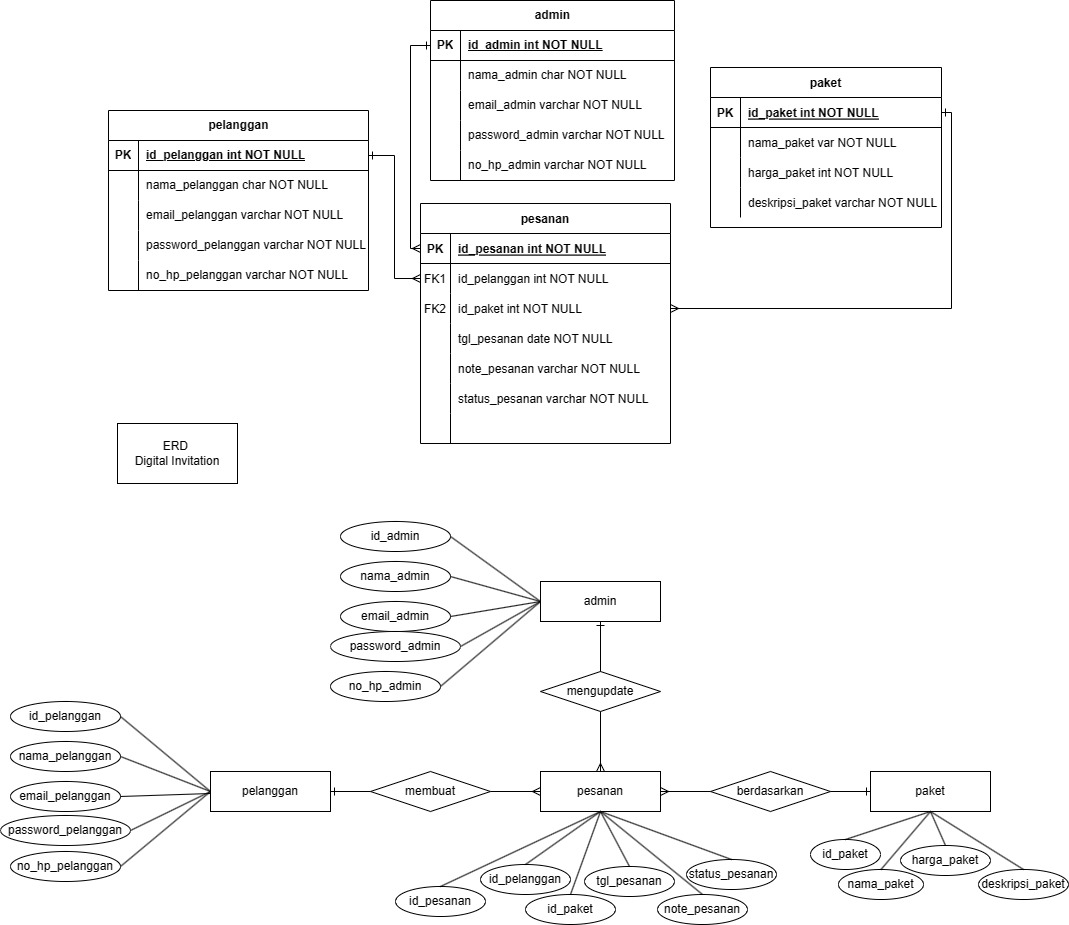 admin
PK id_admin int NOT NULL
nama_admin char NOT NULL
email_admin varchar NOT NULL
password_admin varchar NOT NULL
no_hp_admin varchar NOT NULL
paket
PK id_paket int NOT NULL
nama_paket var NOT NULL
harga_paket int NOT NULL
deskripsi_paket varchar NOT NULL
pelanggan
PK id_pelanggan int NOT NULL
nama_pelanggan char NOT NULL
email_pelanggan varchar NOT NULL
password_pelanggan varchar NOT NULL
no_hp_pelanggan varchar NOT NULL
pesanan
PK id_pesanan int NOT NULL
FK1 id_pelanggan int NOT NULL
FK2 id_paket int NOT NULL
tgl_pesanan date NOT NULL
note_pesanan varchar NOT NULL
status_pesanan varchar NOT NULL
ERD
Digital Invitation
id_admin
nama_admin
email_admin
password_admin
no_hp_admin
admin
mengupdate
id_pelanggan
nama_pelanggan
email_pelanggan
password_pelanggan
no_hp_pelanggan
pelanggan
membuat
pesanan
berdasarkan
paket
id_pesanan
id_pelanggan
id_paket
tgl_pesanan
note_pesanan
status_pesanan
id_paket
nama_paket
harga_paket
deskripsi_paket